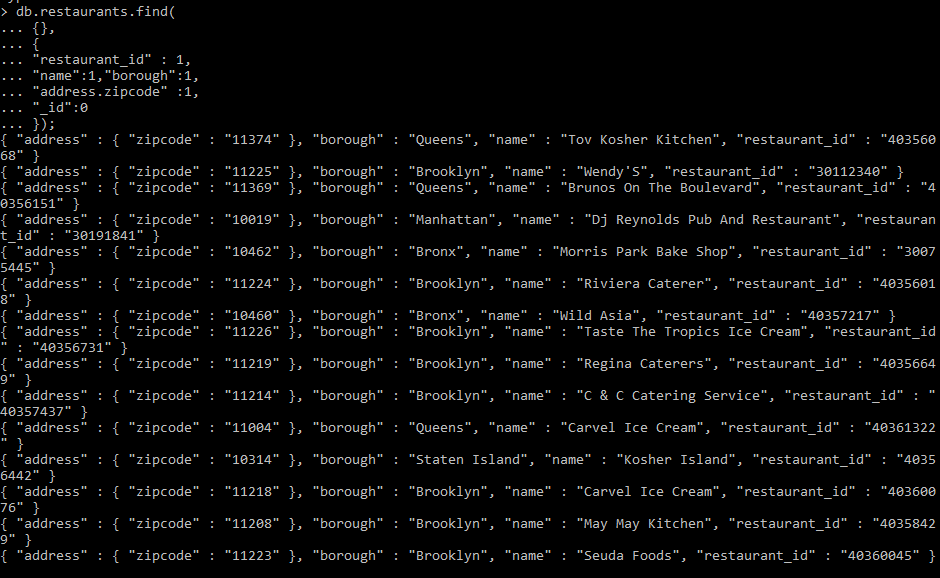 > db.restaurants.find(
... {},
... {
... "restaurant_id" : 1,
... "name":1,"borough":1,
... "address.zipcode" :1,
... "_id":0
... });
{ "address" : { "zipcode" : "11374" }, "borough" : "Queens", "name" : "Tov Kosher Kitchen", "restaurant_id" : "403560
68" }
{ "address" : { "zipcode" : "11225" }, "borough" : "Brooklyn", "name" : "Wendy'S", "restaurant_id" : "30112340" }
{ "address" : { "zipcode" : "11369" }, "borough" : "Queens", "name" : "Brunos On The Boulevard", "restaurant_id" : "4
0356151" }
{ "address" : { "zipcode" : "10019" }, "borough" : "Manhattan", "name" : "Dj Reynolds Pub And Restaurant", "restauran
t_id" : "30191841" }
{ "address" : { "zipcode" : "10462" }, "borough" : "Bronx", "name" : "Morris Park Bake Shop", "restaurant_id" : "3007
5445" }
{ "address" : { "zipcode" : "11224" }, "borough" : "Brooklyn", "name" : "Riviera Caterer", "restaurant_id" : "4035601
8" }
{ "address" : { "zipcode" : "10460" }, "borough" : "Bronx", "name" : "Wild Asia", "restaurant_id" : "40357217" }
{ "address" : { "zipcode" : "11226" }, "borough" : "Brooklyn", "name" : "Taste The Tropics Ice Cream", "restaurant_id
" : "40356731" }
{ "address" : { "zipcode" : "11219" }, "borough" : "Brooklyn", "name" : "Regina Caterers", "restaurant_id" : "4035664
9" }
{ "address" : { "zipcode" : "11214" }, "borough" : "Brooklyn", "name" : "C & C Catering Service", "restaurant_id" : "
40357437" }
{ "address" : { "zipcode" : "11004" }, "borough" : "Queens", "name" : "Carvel Ice Cream", "restaurant_id" : "40361322
" }
{ "address" : { "zipcode" : "10314" }, "borough" : "Staten Island", "name" : "Kosher Island", "restaurant_id" : "4035
6442" }
{ "address" : { "zipcode" : "11218" }, "borough" : "Brooklyn", "name" : "Carvel Ice Cream", "restaurant_id" : "403600
76" }
{ "address" : { "zipcode" : "11208" }, "borough" : "Brooklyn", "name" : "May May Kitchen", "restaurant_id" : "4035842
9" }
{ "address" : { "zipcode" : "11223" }, "borough" : "Brooklyn", "name" : "Seuda Foods", "restaurant_id" : "40360045" }